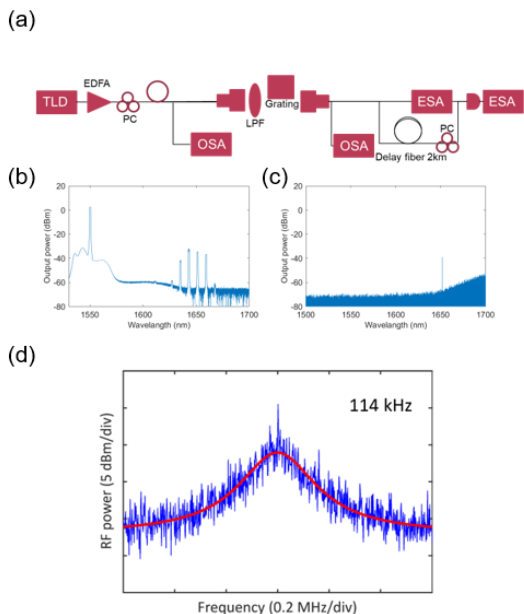 (a)
TLD
EDFA
PC
OSA
LPF
Grating
OSA
ESA
ESA
PC
Delay fiber 2km
(b)
20
0
-20
-40
-60
-80
Output power (dBm)
1550
1600
1650
1700
Wavelength (nm)
(c)
20
0
-20
-40
-60
-80
Output power (dBm)
1500
1550
1600
1650
1700
Wavelength (nm)
(d)
114 kHz
RF power (5 dBm/div)
Frequency (0.2 MHz/div)